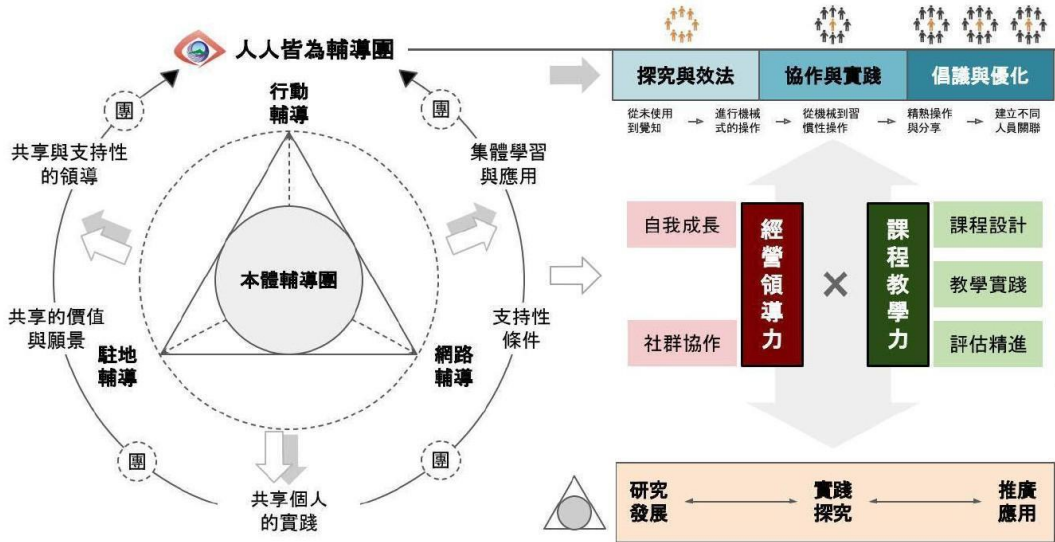 人人皆為輔導團
行動
輔導
團
團
共享與支持性
的領導
集體學習
與應用
本體輔導團
共享的價值
與願景
支持性
條件
駐地
輔導
網路
輔導
團
團
共享個人
的實踐
探究與效法
協作與實踐
倡議與優化
從未使用
到覺知
進行機械
式的操作
從機械到習
慣性操作
精熟操作
與分享
建立不同
人員關聯
自我成長
社群協作
經營領導力
×
課程教學力
課程設計
教學實踐
評估精進
研究
發展
實踐
探究
推廣
應用